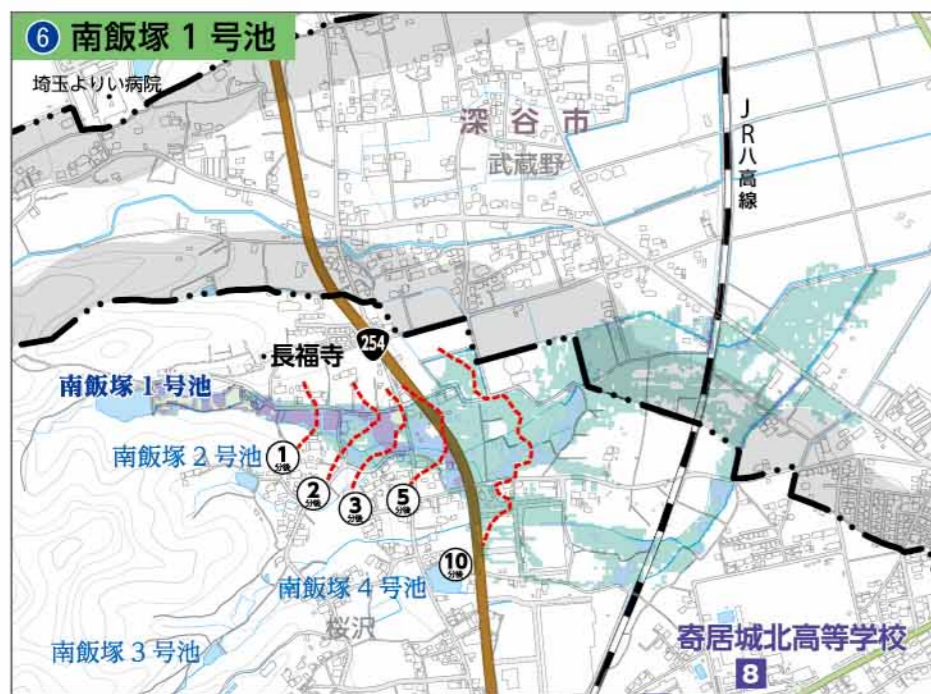 6 南飯塚1号池
埼玉よりい病院
深谷市
武蔵野
JR八高線
254
長福寺
南飯塚1号池
南飯塚2号池
1分後
2分後
3分後
5分後
10分後
南飯塚4号池
桜沢
南飯塚3号池
寄居城北高等学校
8